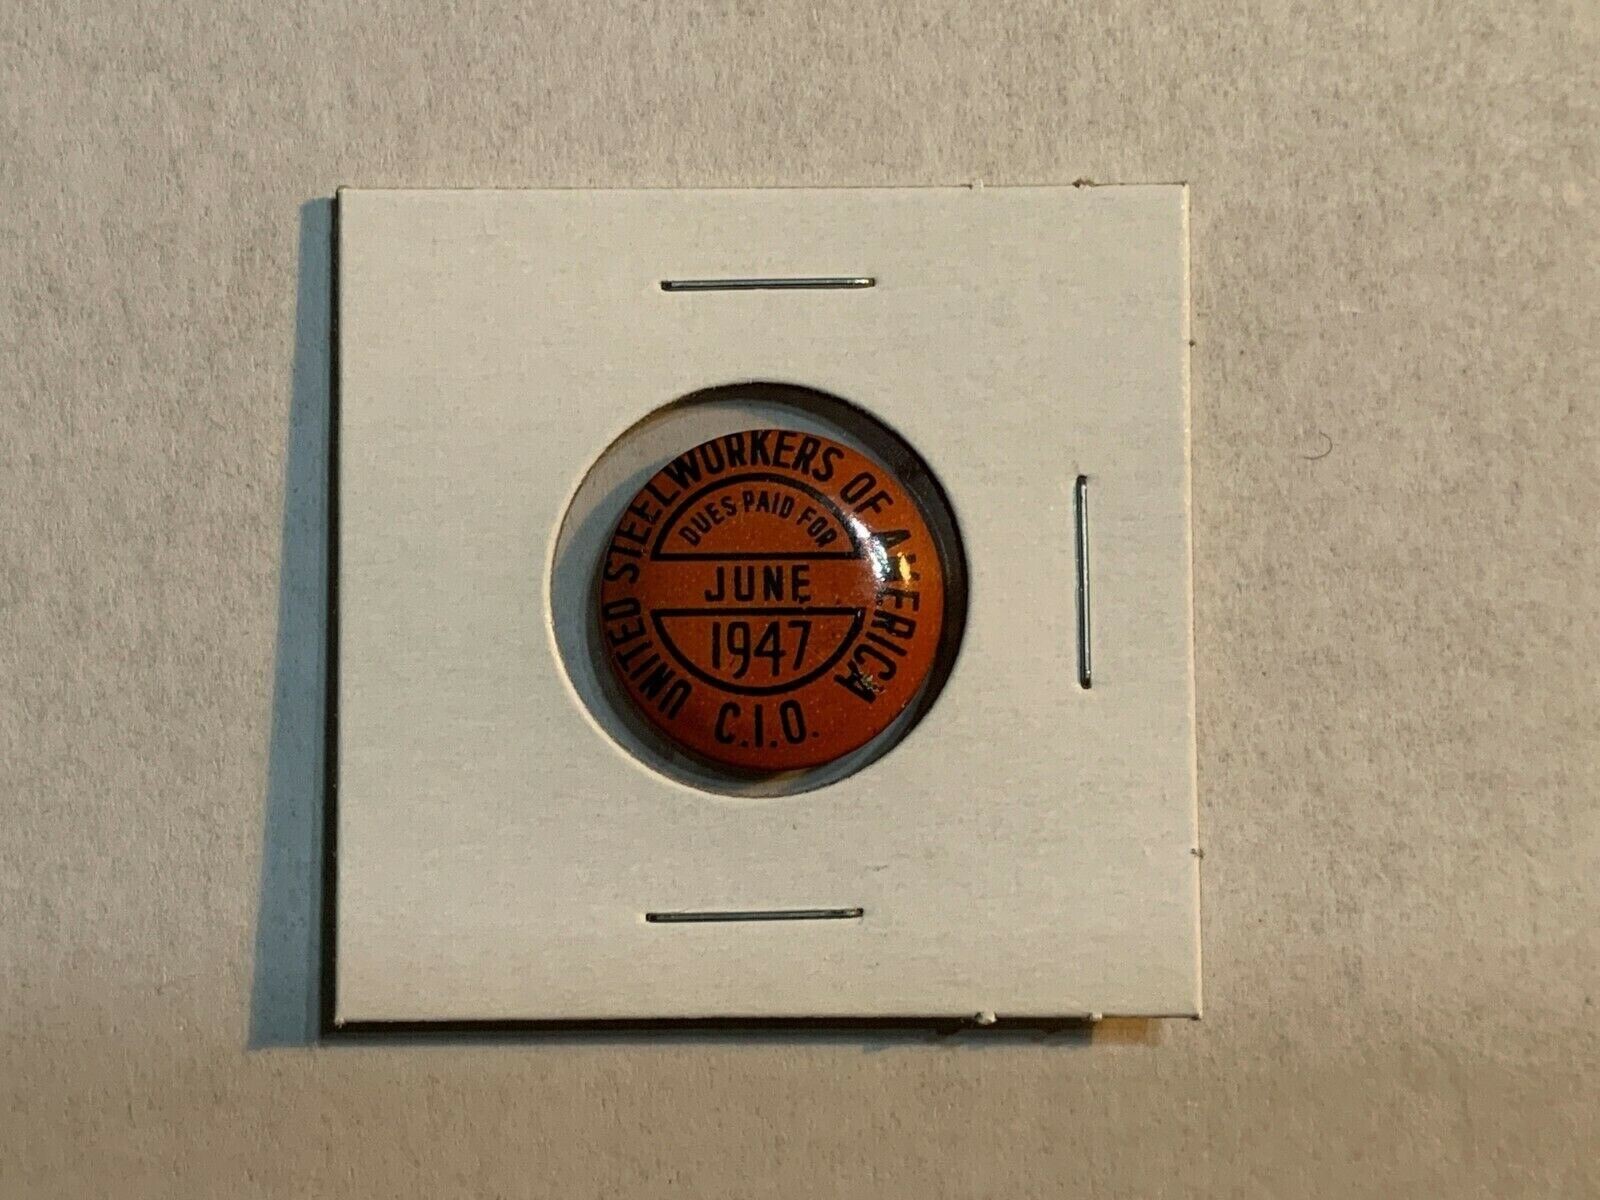 UNITED STEELWORKERS OF AMERICA
DUES PAID FOR
JUNE
1947
C.I.O.